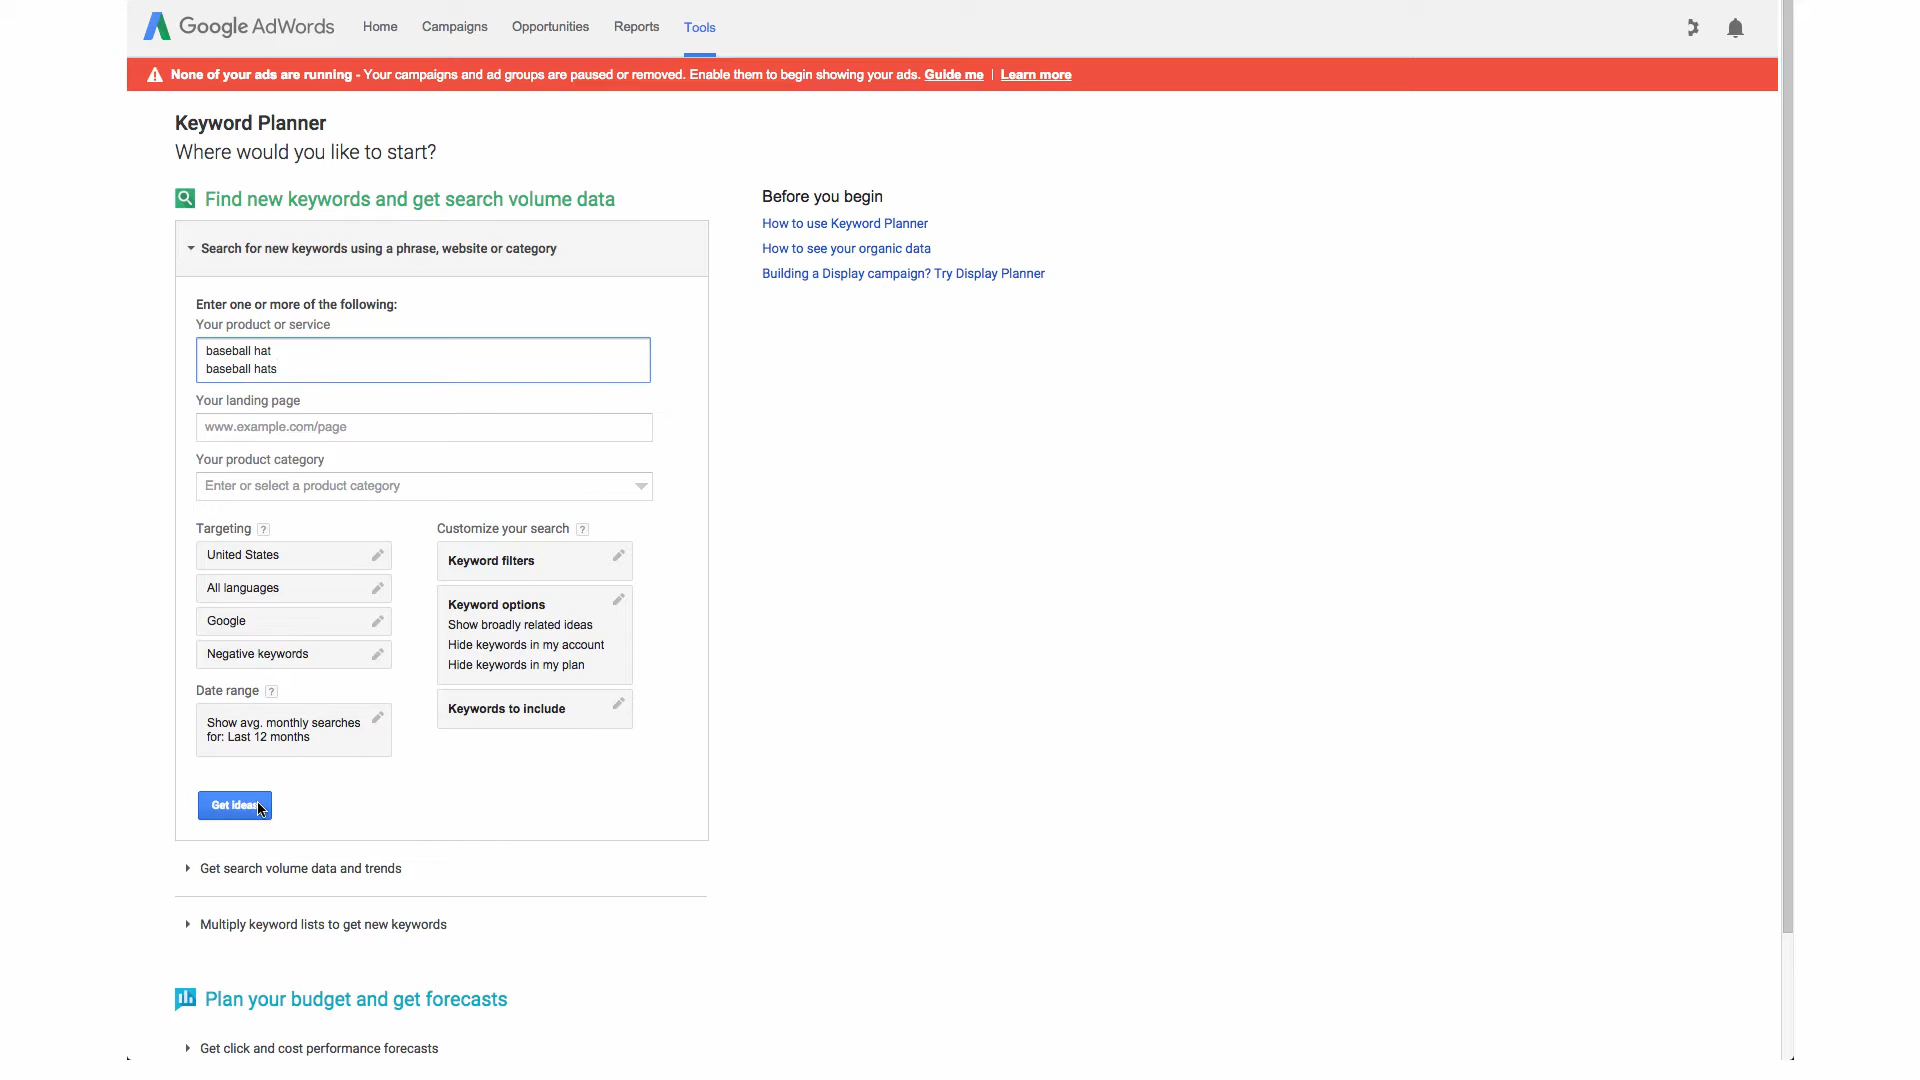 Google AdWords Home Campaigns Opportunities Reports Tools
None of your ads are running - Your campaigns and ad groups are paused or removed. Enable them to begin showing your ads. Guide me | Learn more
Keyword Planner
Where would you like to start?
Find new keywords and get search volume data
Search for new keywords using a phrase, website or category
Enter one or more of the following:
Your product or service
baseball hat
baseball hats
Your landing page
www.example.com/page
Your product category
Enter or select a product category
Targeting ?
United States
All languages
Google
Negative keywords
Date range ?
Show avg. monthly searches
for: Last 12 months
Customize your search ?
Keyword filters
Keyword options
Show broadly related ideas
Hide keywords in my account
Hide keywords in my plan
Keywords to include
Get ideas
Get search volume data and trends
Multiply keyword lists to get new keywords
Plan your budget and get forecasts
Get click and cost performance forecasts
Before you begin
How to use Keyword Planner
How to see your organic data
Building a Display campaign? Try Display Planner